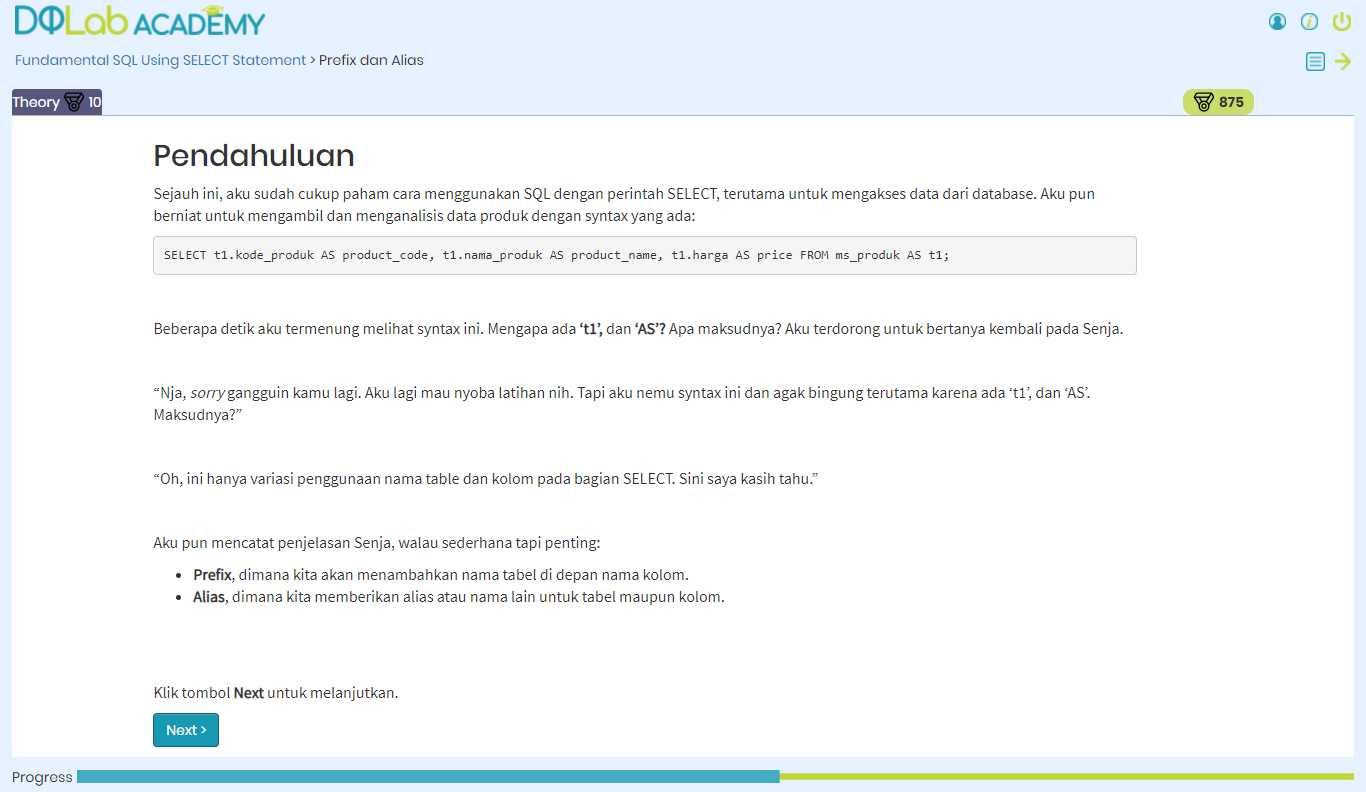 DQLab ACADEMY
Fundamental SQL Using SELECT Statement > Prefix dan Alias
Theory 10
875
Pendahuluan
Sejauh ini, aku sudah cukup paham cara menggunakan SQL dengan perintah SELECT, terutama untuk mengakses data dari database. Aku pun
berniat untuk mengambil dan menganalisis data produk dengan syntax yang ada:
SELECT t1.kode_produk AS product_code, t1.nama_produk AS product_name, t1.harga AS price FROM ms_produk AS t1;
Beberapa detik aku termenung melihat syntax ini. Mengapa ada ‘t1’, dan ‘AS’? Apa maksudnya? Aku terdorong untuk bertanya kembali pada Senja.
“Nja, sorry gangguin kamu lagi. Aku lagi mau nyoba latihan nih. Tapi aku nemu syntax ini dan agak bingung terutama karena ada ‘t1’, dan ‘AS’.
Maksudnya?”
“Oh, ini hanya variasi penggunaan nama table dan kolom pada bagian SELECT. Sini saya kasih tahu.”
Aku pun mencatat penjelasan Senja, walau sederhana tapi penting:
• Prefix, dimana kita akan menambahkan nama tabel di depan nama kolom.
• Alias, dimana kita memberikan alias atau nama lain untuk tabel maupun kolom.
Klik tombol Next untuk melanjutkan.
Next >
Progress